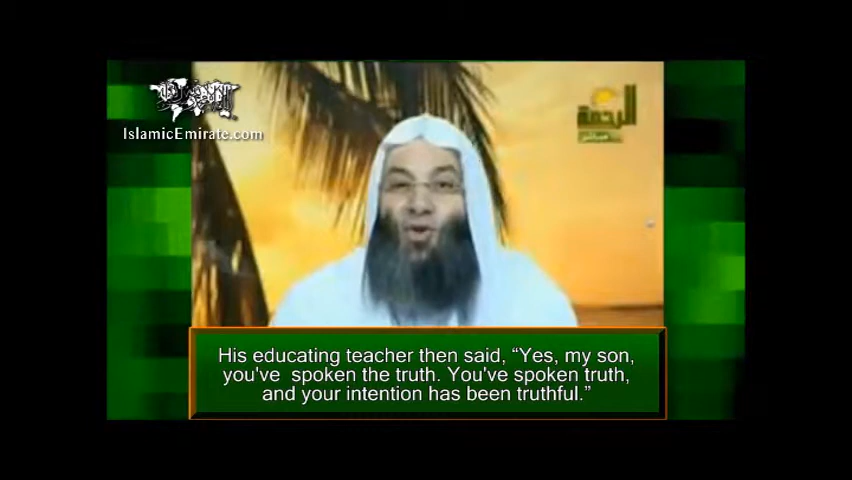 IslamicEmirate.com
الرحمة
مباشر
His educating teacher then said, “Yes, my son,
you've  spoken the truth. You've spoken truth,
and your intention has been truthful.”